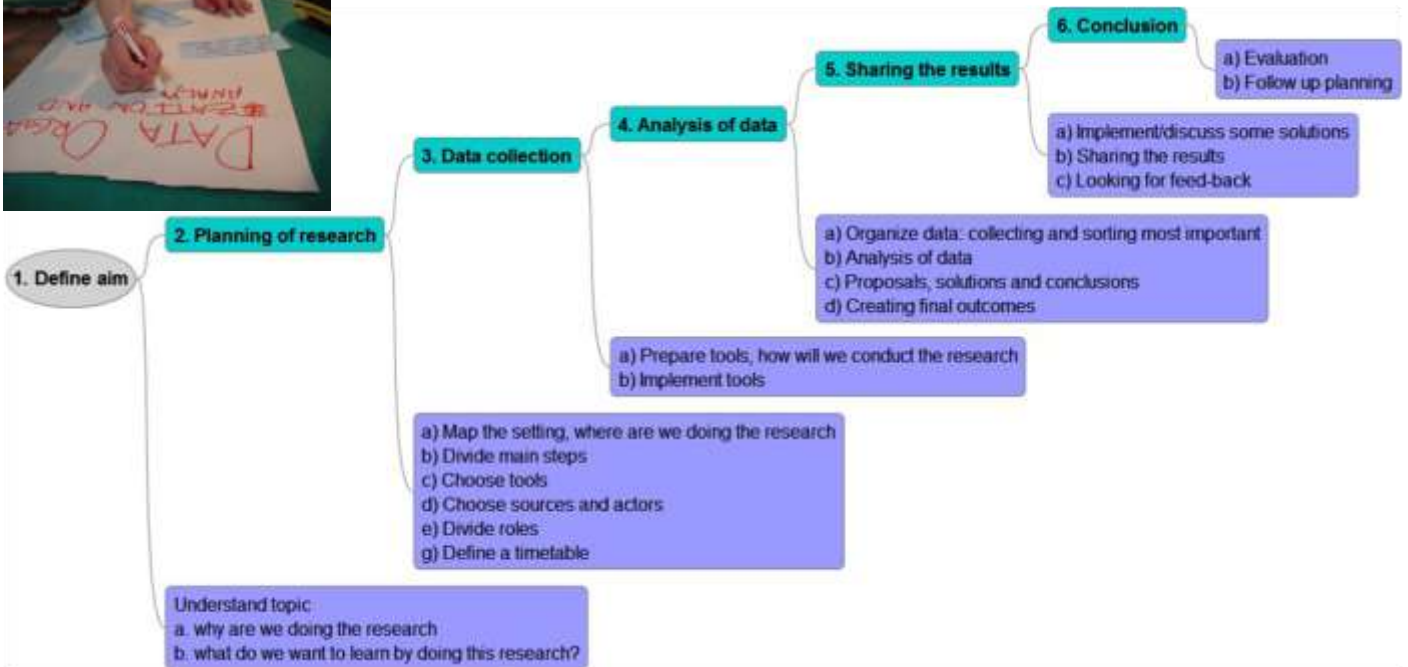 DATA ORGA
ANALY
1. Define aim
Understand topic
a. why are we doing the research
b. what do we want to learn by doing this research?
2. Planning of research
a) Map the setting, where are we doing the research
b) Divide main steps
c) Choose tools
d) Choose sources and actors
e) Divide roles
g) Define a timetable
3. Data collection
a) Prepare tools, how will we conduct the research
b) Implement tools
4. Analysis of data
a) Organize data: collecting and sorting most important
b) Analysis of data
c) Proposals, solutions and conclusions
d) Creating final outcomes
5. Sharing the results
a) Implement/discuss some solutions
b) Sharing the results
c) Looking for feed-back
6. Conclusion
a) Evaluation
b) Follow up planning